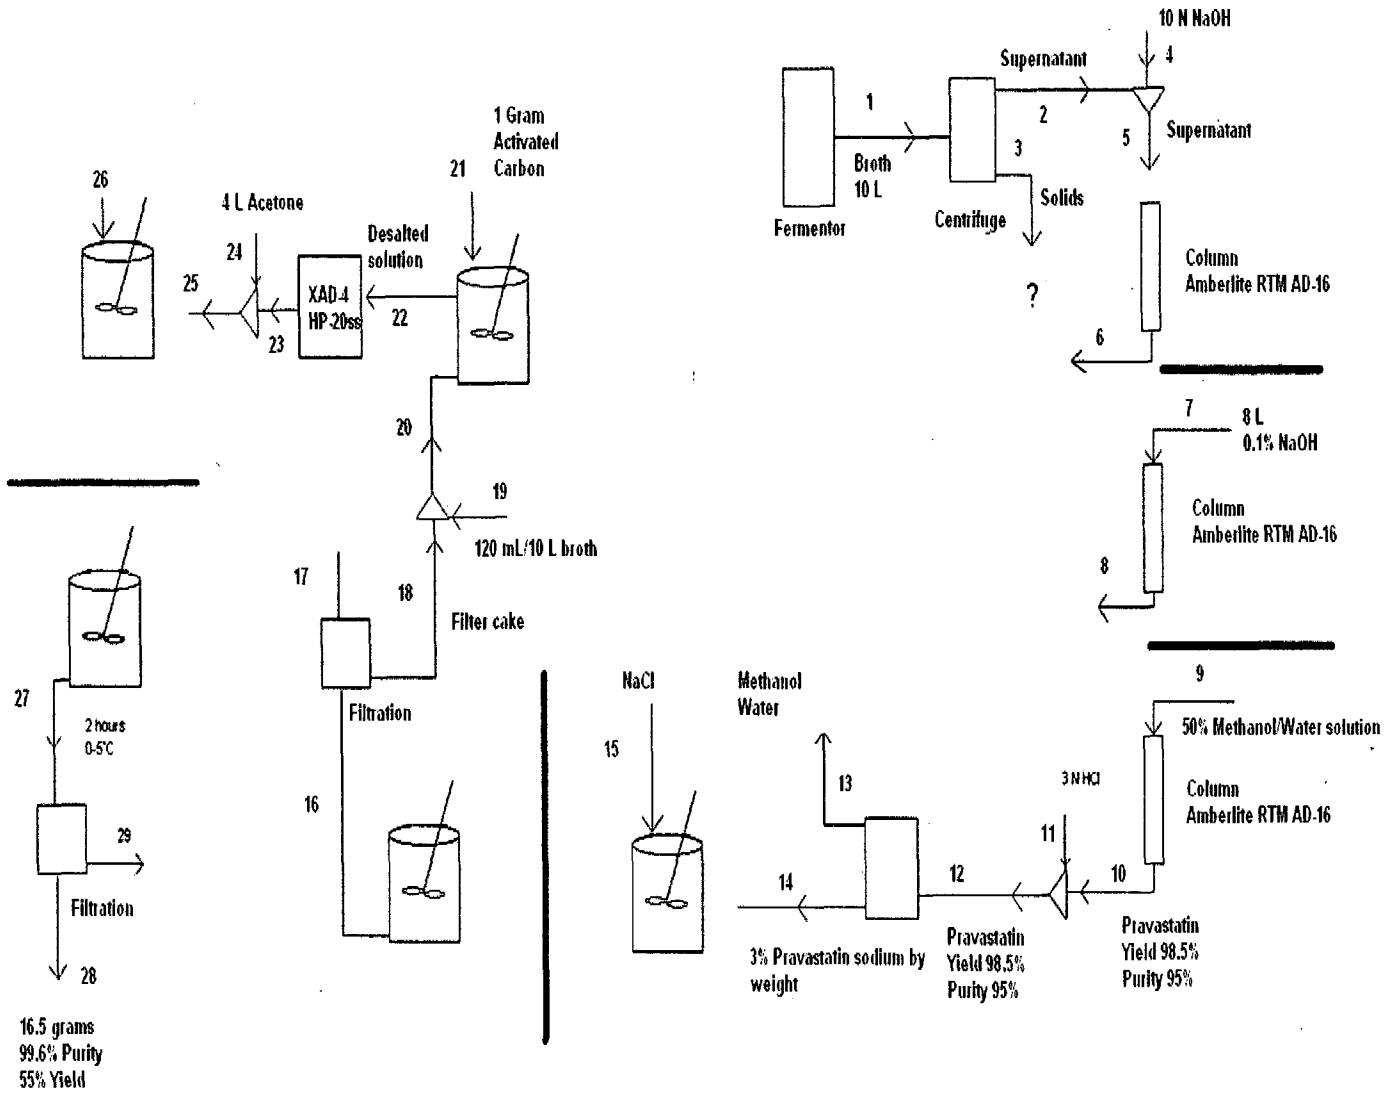 10 N NaOH
4
Supernatant
1
2
5
Supernatant
3
Broth
10 L
Solids
Fermentor
Centrifuge
?
Column
Amberlite RTM AD-16
6
7
8 L
0.1% NaOH
Column
Amberlite RTM AD-16
8
9
50% Methanol/Water solution
Column
Amberlite RTM AD-16
3 N HCl
11
10
12
Pravastatin
Yield 98.5%
Purity 95%
Pravastatin
Yield 98.5%
Purity 95%
Methanol
Water
13
14
3% Pravastatin sodium by
weight
NaCl
15
16
Filtration
17
18
Filter cake
19
120 mL/10 L broth
20
1 Gram
Activated
Carbon
21
Desalted
solution
22
XAD-4
HP-20ss
23
4 L Acetone
24
25
26
27
2 hours
0-5°C
29
Filtration
28
16.5 grams
99.6% Purity
55% Yield